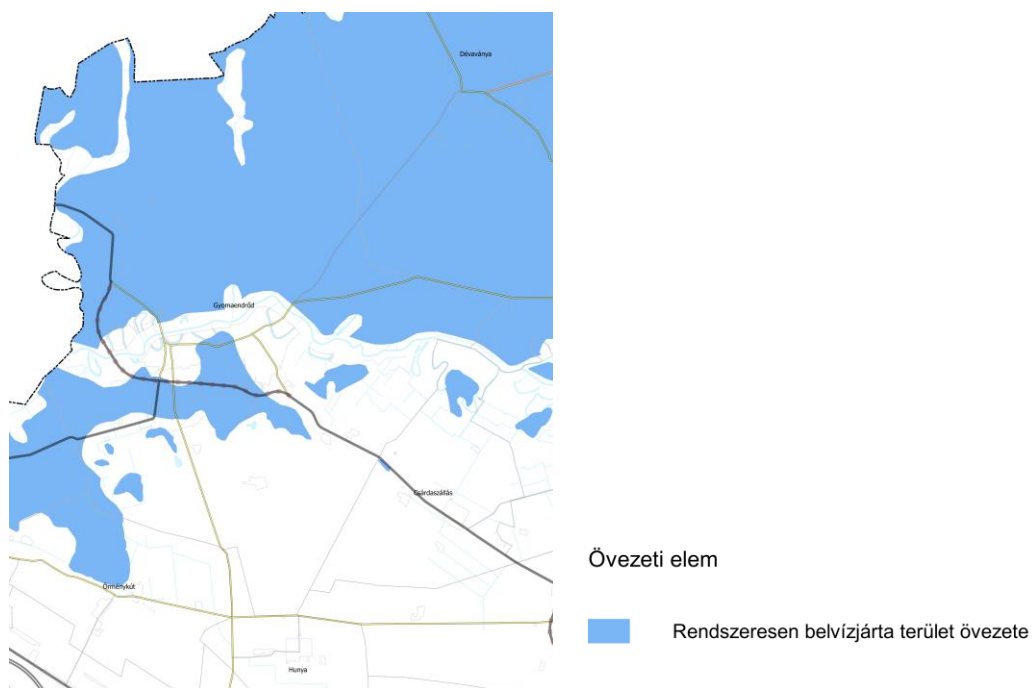 Dévaványa
Gyomaendrőd
Csárdaszállás
Örménykút
Hunya
Övezeti elem
Rendszeresen belvízjárta terület övezete